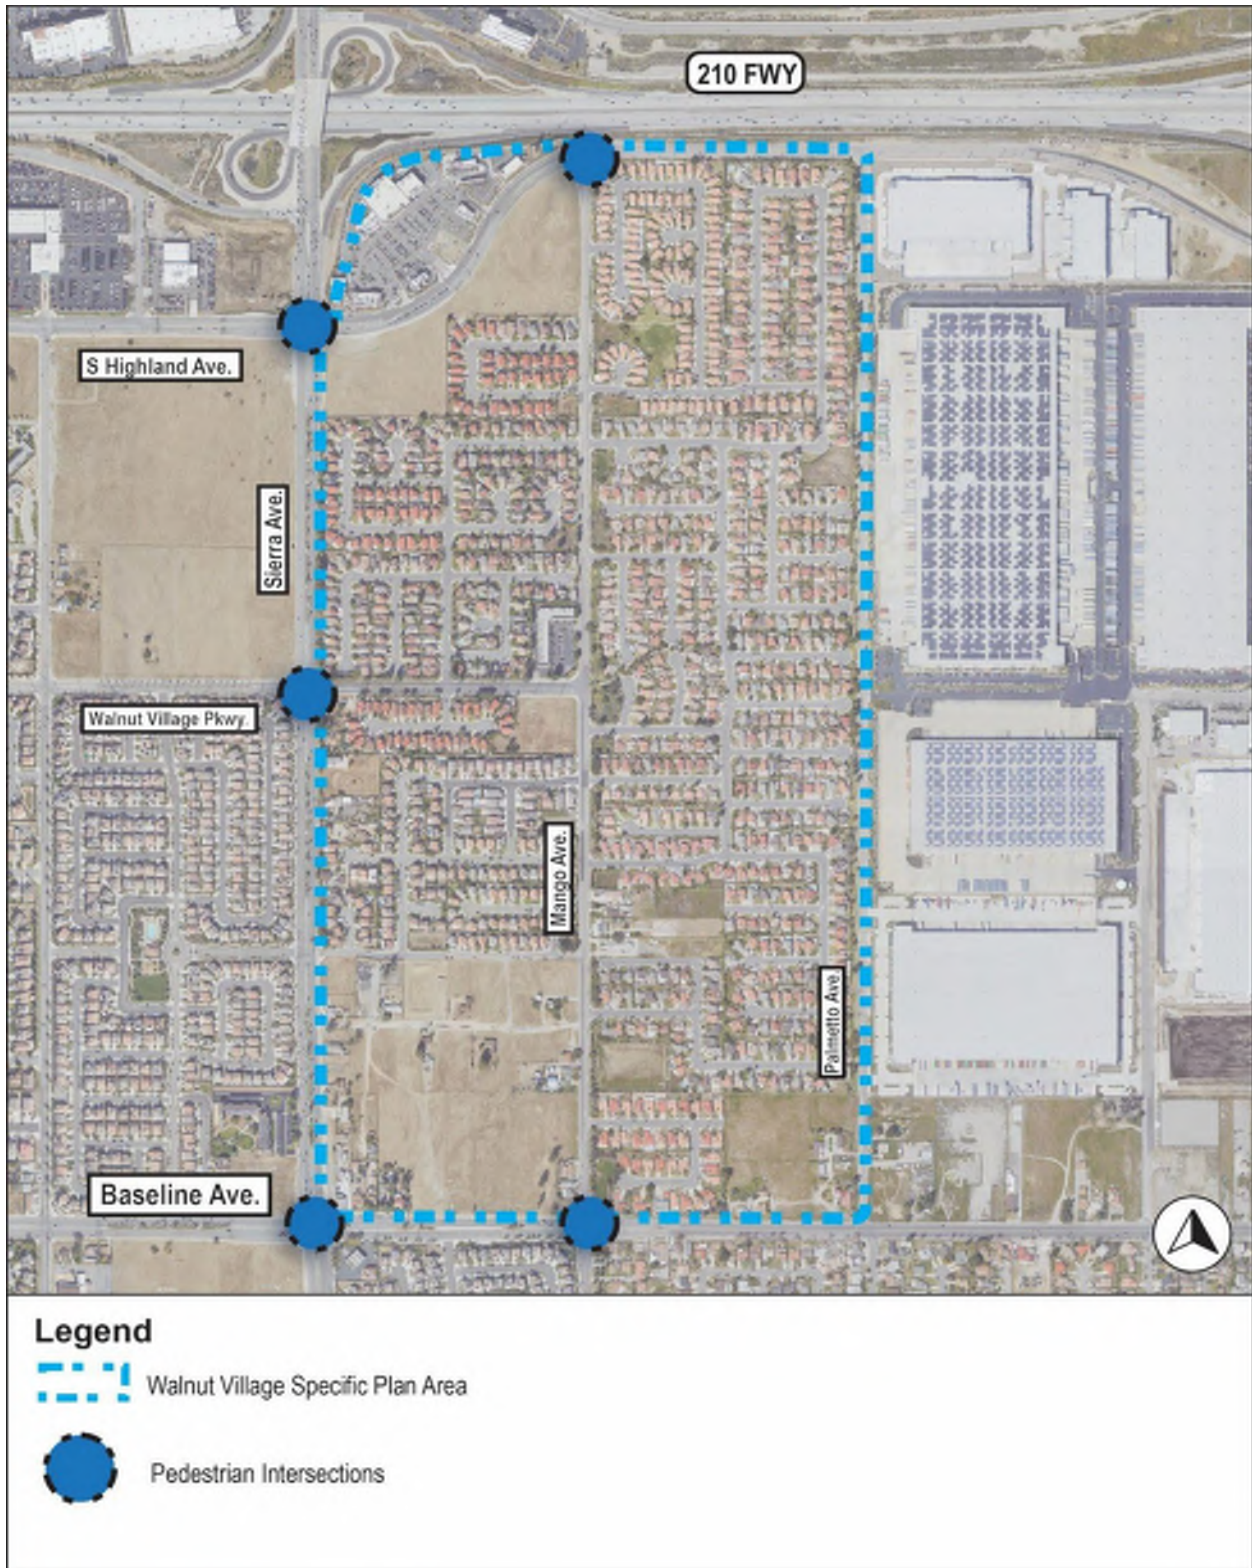 210 FWY
S Highland Ave.
Sierra Ave.
Walnut Village Pkwy.
Mango Ave.
Palmetto Ave.
Baseline Ave.
Legend
Walnut Village Specific Plan Area
Pedestrian Intersections